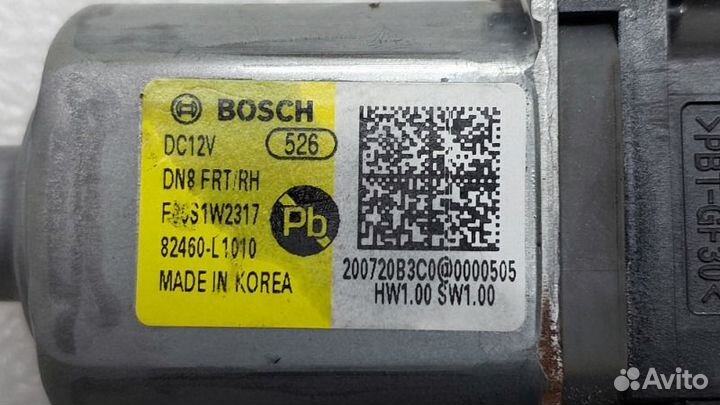 BOSCH
DC12V 526
DN8 FRT/RH
82460-L1010
MADE IN KOREA
Pb
200720B3C0@0000505
HW1.00 SW1.00
>PBT-GF30<
Avito